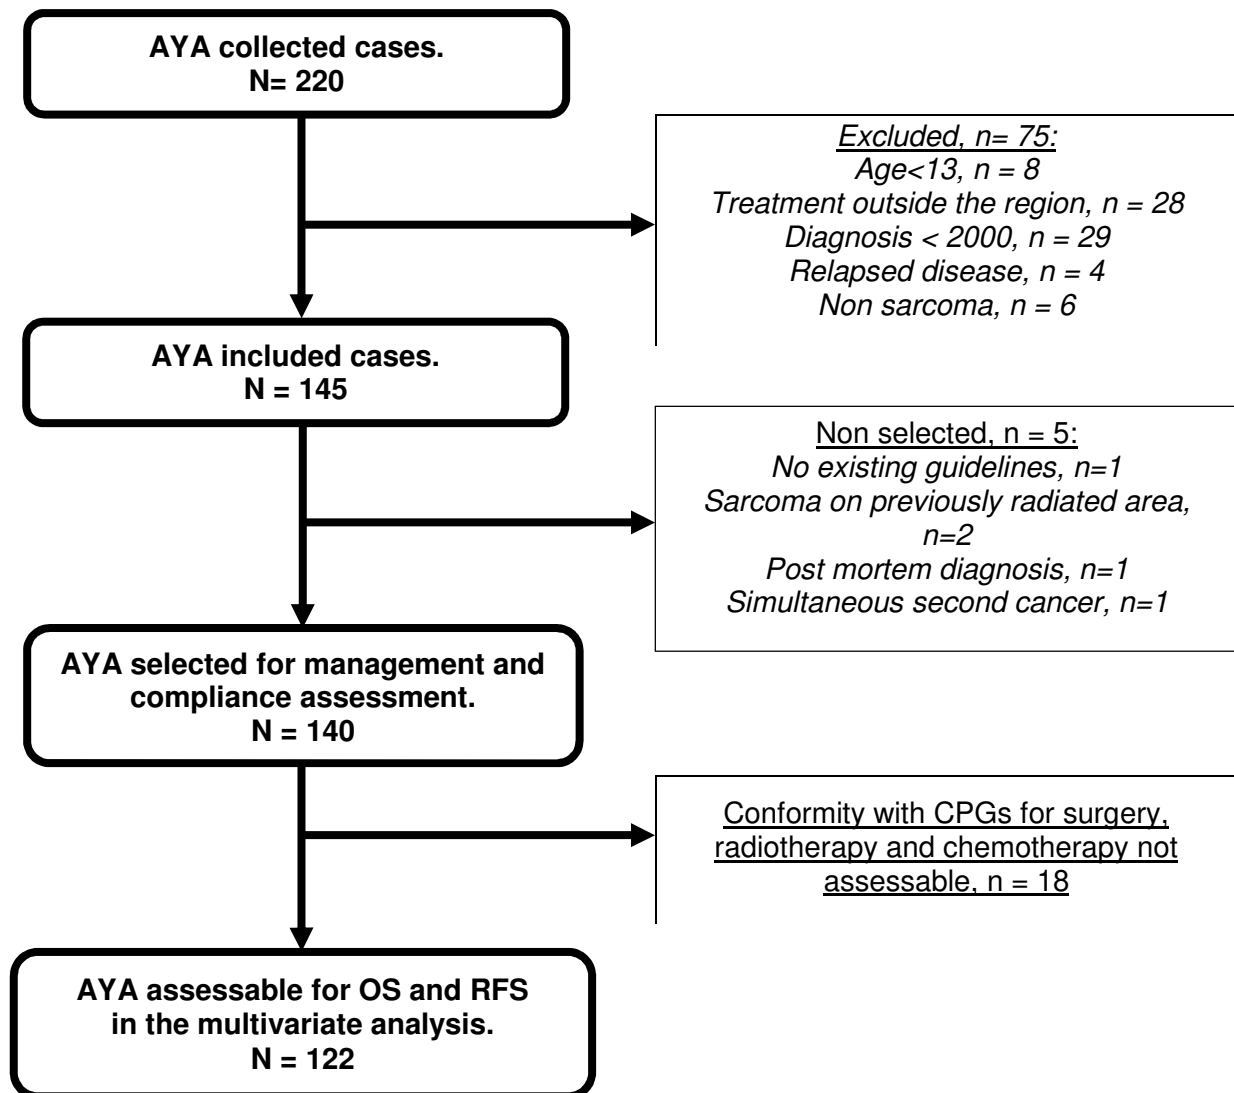 AYA collected cases.
N= 220
Excluded, n= 75:
Age<13, n = 8
Treatment outside the region, n = 28
Diagnosis < 2000, n = 29
Relapsed disease, n = 4
Non sarcoma, n = 6
AYA included cases.
N = 145
Non selected, n = 5:
No existing guidelines, n=1
Sarcoma on previously radiated area,
n=2
Post mortem diagnosis, n=1
Simultaneous second cancer, n=1
AYA selected for management and
compliance assessment.
N = 140
Conformity with CPGs for surgery,
radiotherapy and chemotherapy not
assessable, n = 18
AYA assessable for OS and RFS
in the multivariate analysis.
N = 122